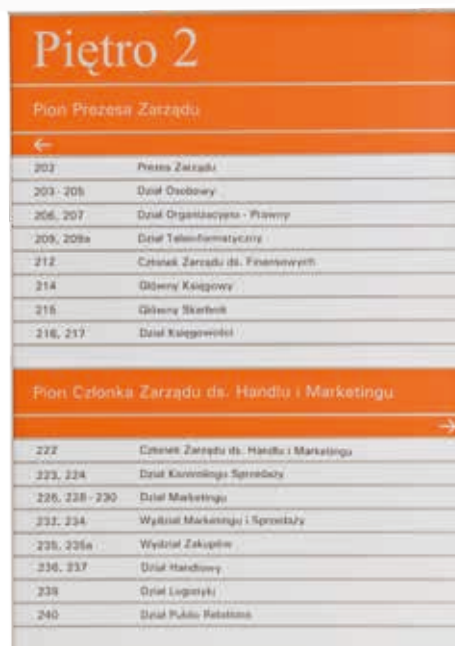 Piętro 2
Pion Prezesa Zarządu
←
202 Prezes Zarządu
203 - 205 Dział Osobowy
206, 207 Dział Organizacyjno - Prawny
209, 209a Dział Teleinformatyczny
212 Członek Zarządu ds. Finansowych
214 Główny Księgowy
215 Główny Skarbnik
216, 217 Dział Księgowości
Pion Członka Zarządu ds. Handlu i Marketingu
→
222 Członek Zarządu ds. Handlu i Marketingu
223, 224 Dział Kontrolingu Sprzedaży
226, 228 - 230 Dział Marketingu
232, 234 Wydział Marketingu i Sprzedaży
235, 235a Wydział Zakupów
236, 237 Dział Handlowy
239 Dział Logistyki
240 Dział Public Relations